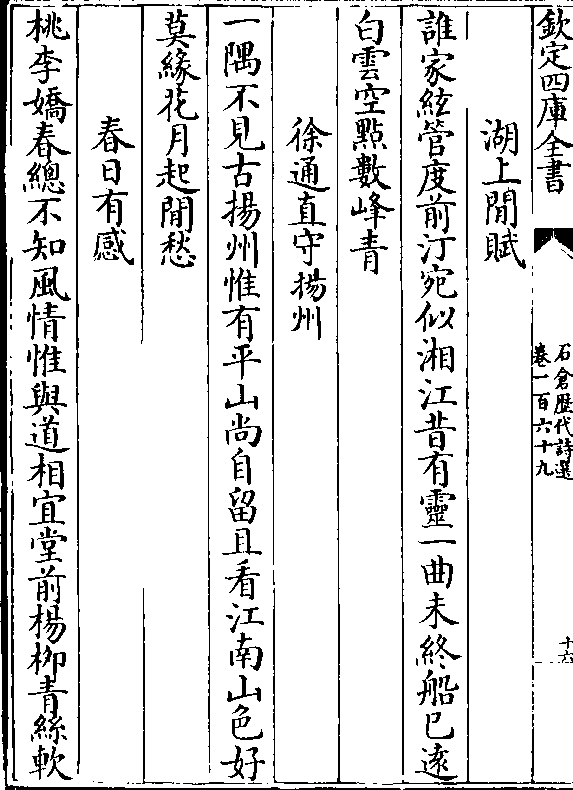 欽定四庫全書
石倉歴代詩選
卷一百六十九
十六
湖上閒賦
誰家絃管度前汀宛似湘江昔有靈一曲未終船已逺
白雲空點數峰青
徐通直守揚州
一隅不見古揚州惟有平山尚自留且看江南山色好
莫緣花月起閒愁
春日有感
桃李嬌春總不知風情惟與道相宜堂前楊柳青絲軟